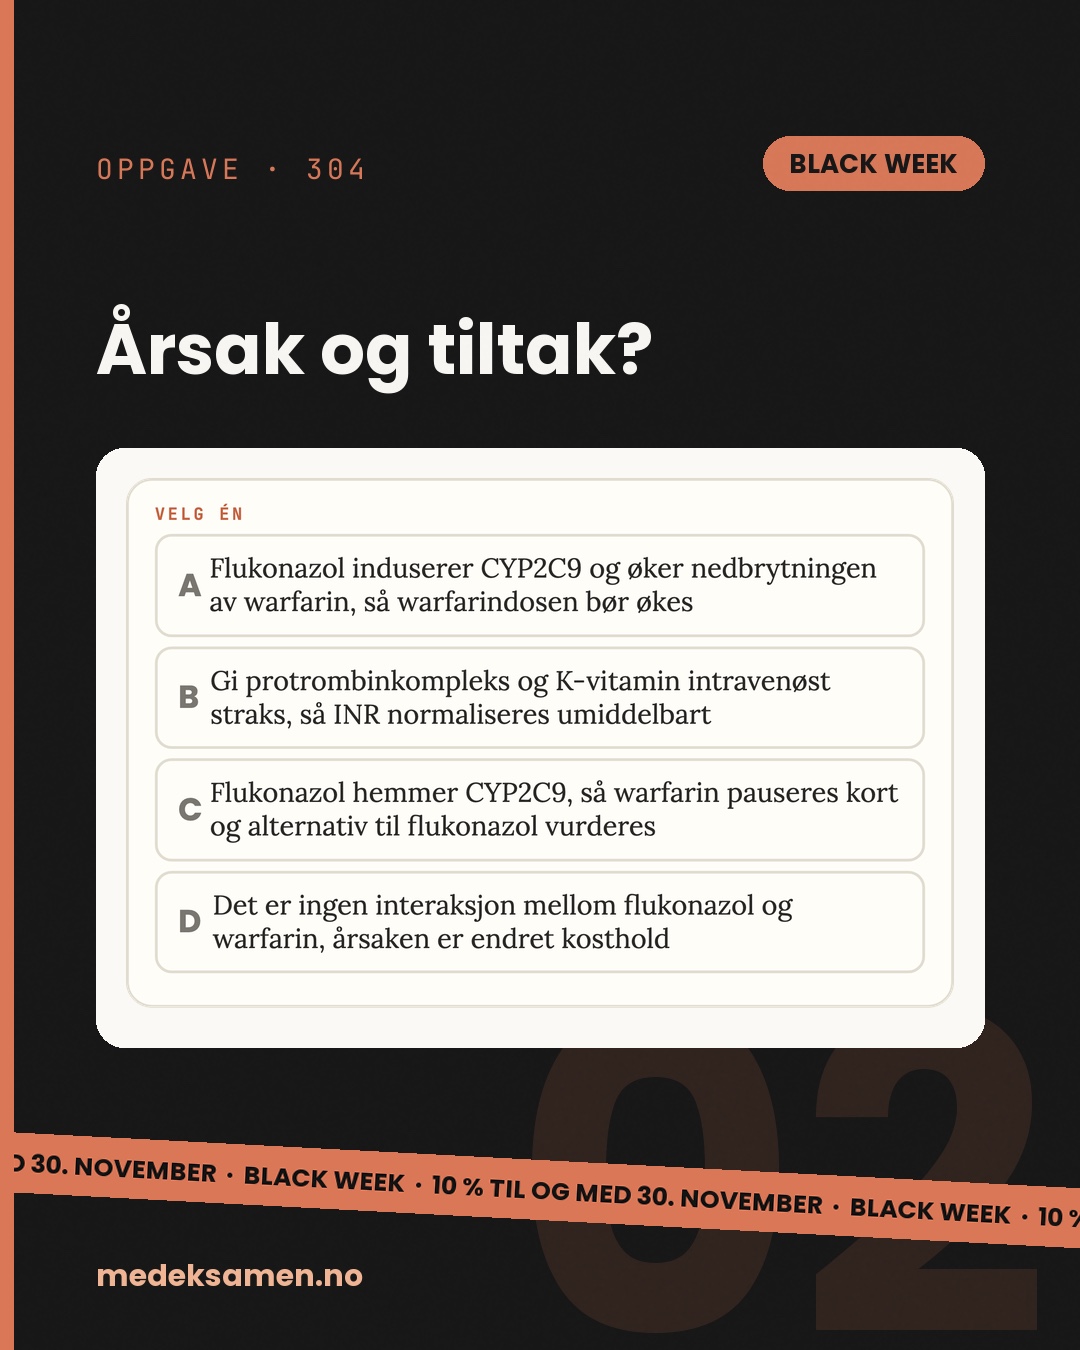 OPPGAVE · 304
BLACK WEEK
Årsak og tiltak?
VELG ÉN
A Flukonazol induserer CYP2C9 og øker nedbrytningen
av warfarin, så warfarindosen bør økes
B Gi protrombinkompleks og K-vitamin intravenøst
straks, så INR normaliseres umiddelbart
C Flukonazol hemmer CYP2C9, så warfarin pauseres kort
og alternativ til flukonazol vurderes
D Det er ingen interaksjon mellom flukonazol og
warfarin, årsaken er endret kosthold
02
D 30. NOVEMBER · BLACK WEEK · 10 % TIL OG MED 30. NOVEMBER · BLACK WEEK · 10 %
medeksamen.no